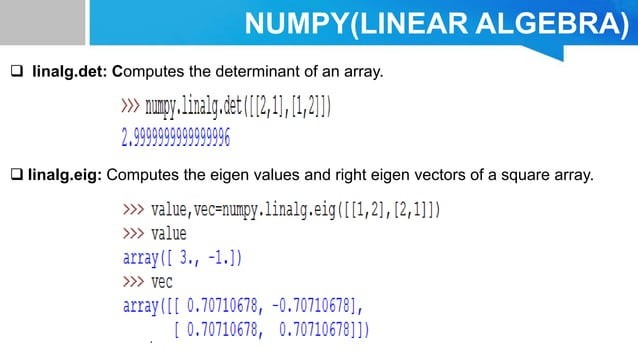 NUMPY(LINEAR ALGEBRA)
❑ linalg.det: Computes the determinant of an array.
>>> numpy.linalg.det([[2,1],[1,2]])
2.9999999999999996
❑ linalg.eig: Computes the eigen values and right eigen vectors of a square array.
>>> value,vec=numpy.linalg.eig([[1,2],[2,1]])
>>> value
array([ 3., -1.])
>>> vec
array([[ 0.70710678, -0.70710678],
[ 0.70710678, 0.70710678]])